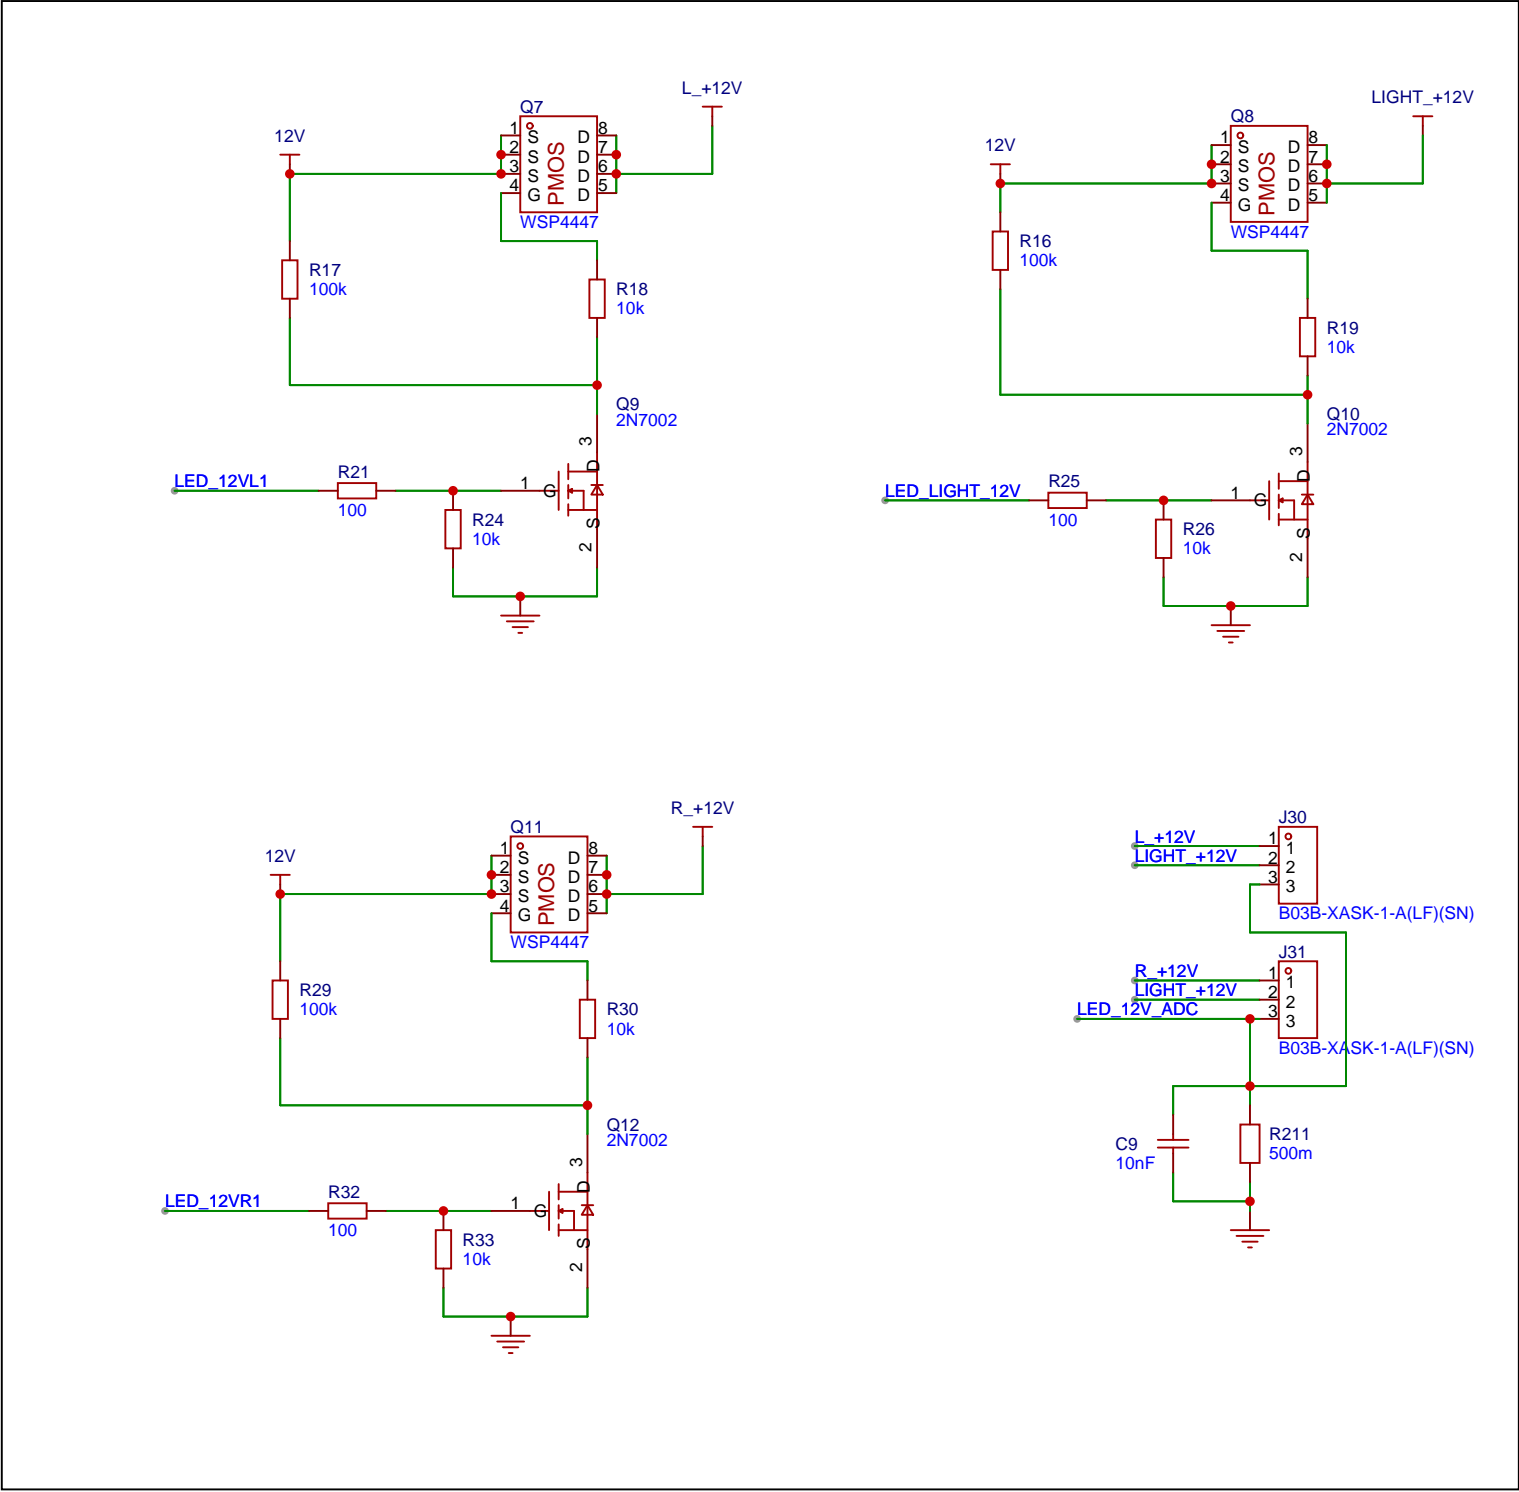 Q7
L_+12V
12V
1 S D 8
2 S D 7
3 S D 6
4 G D 5
PMOS
WSP4447
R17
100k
R18
10k
Q9
2N7002
3
D
LED_12VL1
R21
100
1
G
R24
10k
S
2
Q8
LIGHT_+12V
12V
1 S D 8
2 S D 7
3 S D 6
4 G D 5
PMOS
WSP4447
R16
100k
R19
10k
Q10
2N7002
3
D
LED_LIGHT_12V
R25
100
1
G
R26
10k
S
2
Q11
R_+12V
12V
1 S D 8
2 S D 7
3 S D 6
4 G D 5
PMOS
WSP4447
R29
100k
R30
10k
Q12
2N7002
3
D
LED_12VR1
R32
100
1
G
R33
10k
S
2
J30
L_+12V 1 1
LIGHT_+12V 2 2
3 3
B03B-XASK-1-A(LF)(SN)
J31
R_+12V 1 1
LIGHT_+12V 2 2
LED_12V_ADC 3 3
B03B-XASK-1-A(LF)(SN)
C9
10nF
R211
500m